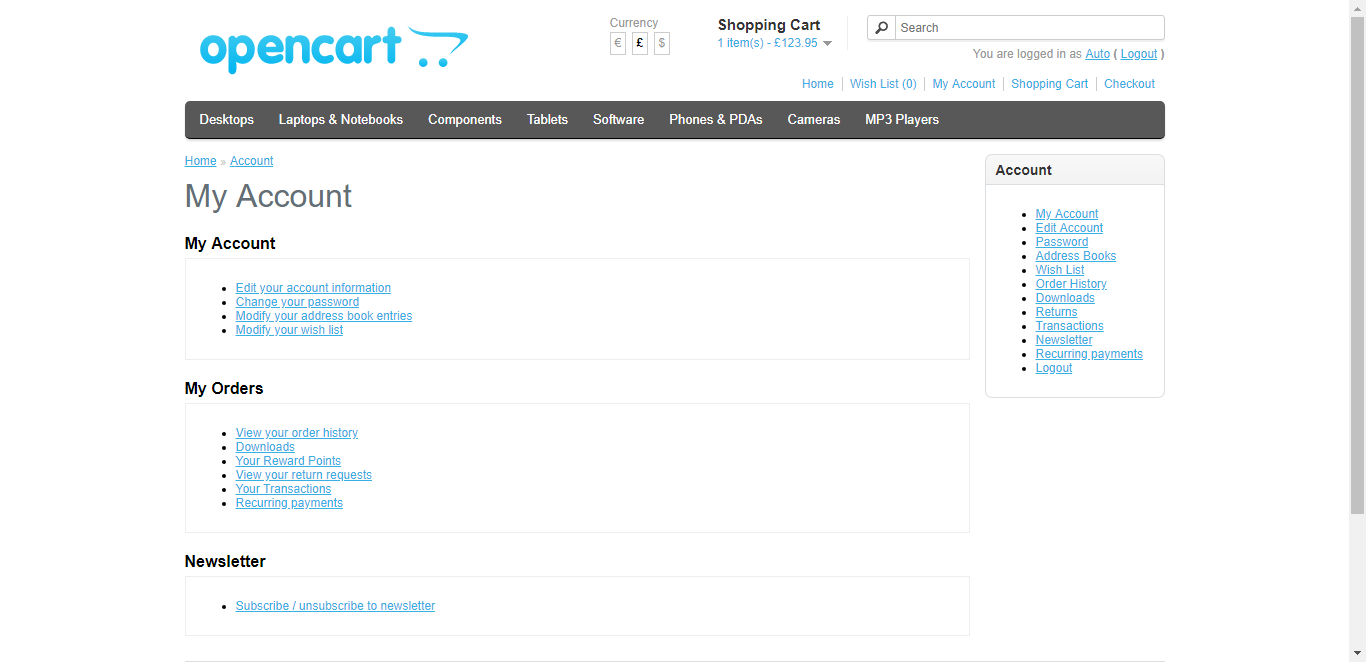 opencart
Currency
€ £ $
Shopping Cart
1 item(s) - £123.95
Search
You are logged in as Auto ( Logout )
Home Wish List (0) My Account Shopping Cart Checkout
Desktops Laptops & Notebooks Components Tablets Software Phones & PDAs Cameras MP3 Players
Home » Account
My Account
My Account
Edit your account information
Change your password
Modify your address book entries
Modify your wish list
My Orders
View your order history
Downloads
Your Reward Points
View your return requests
Your Transactions
Recurring payments
Newsletter
Subscribe / unsubscribe to newsletter
Account
My Account
Edit Account
Password
Address Books
Wish List
Order History
Downloads
Returns
Transactions
Newsletter
Recurring payments
Logout